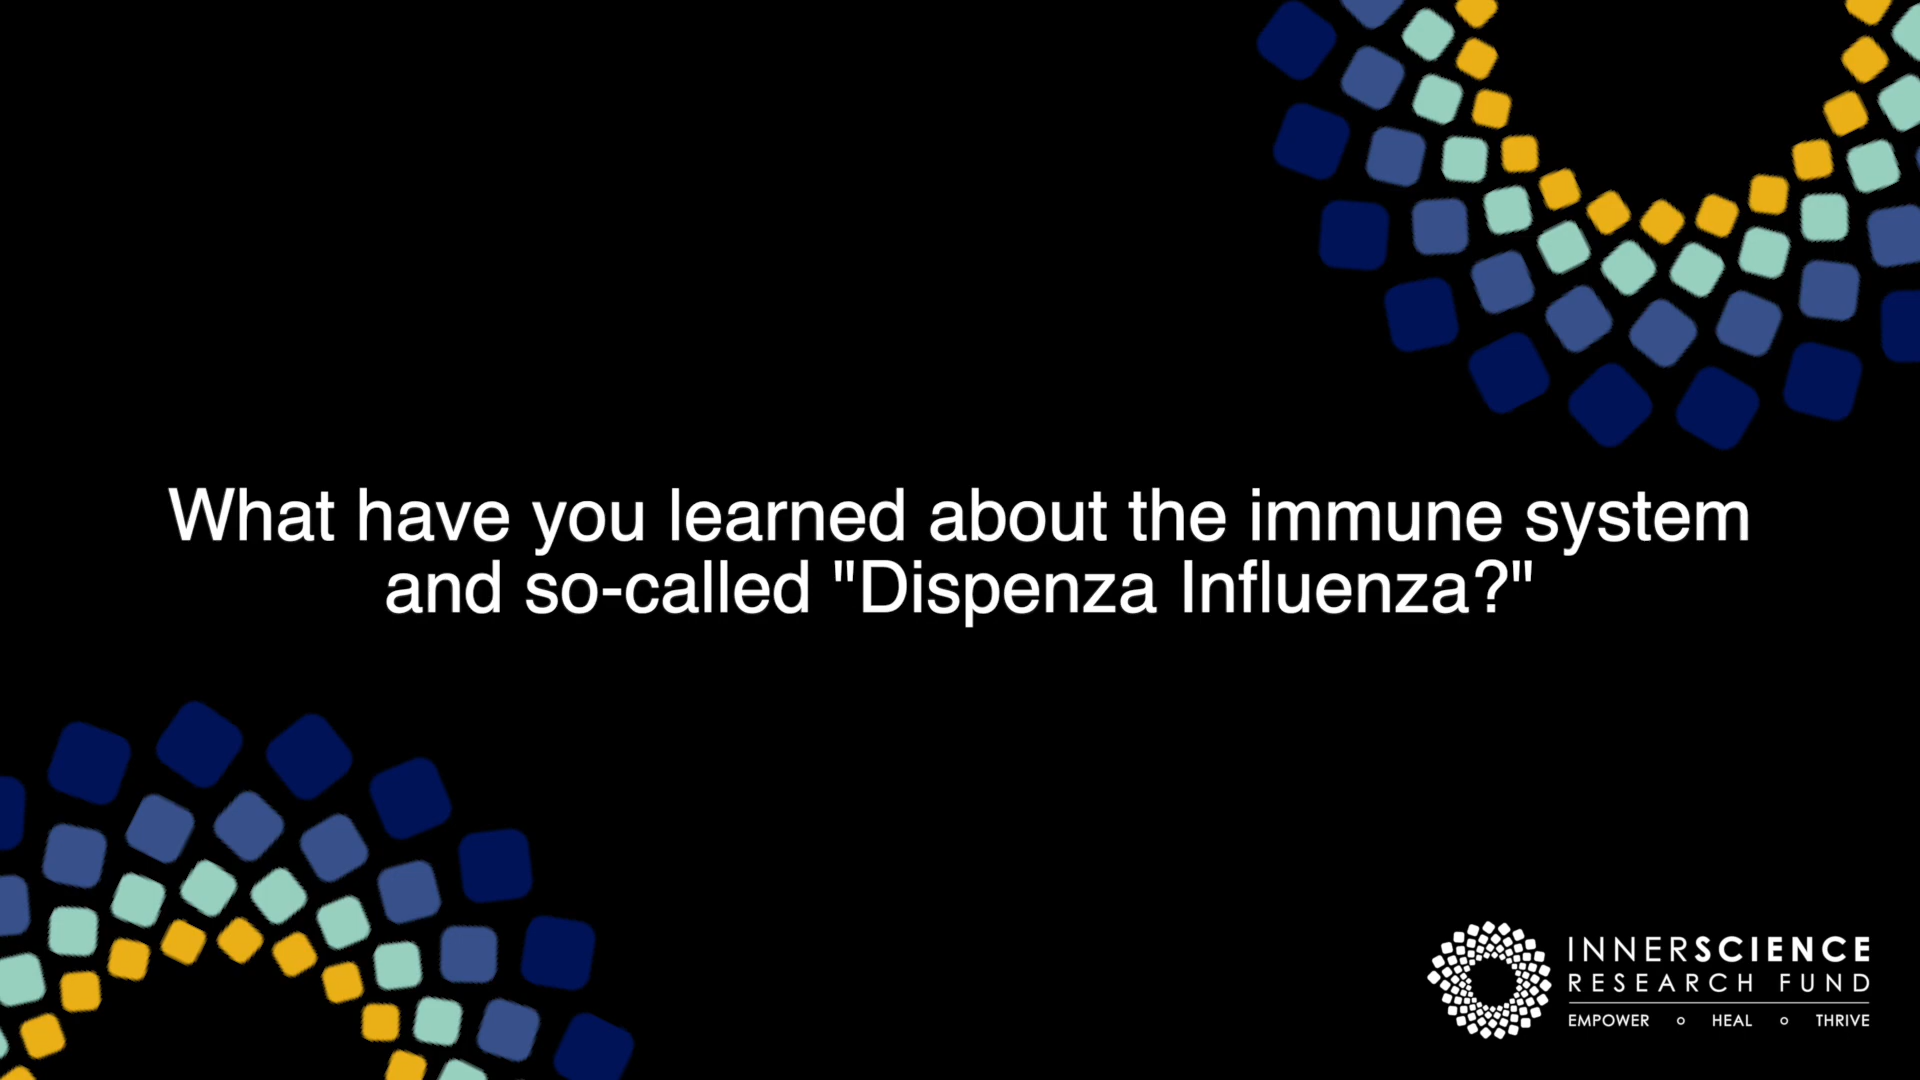 What have you learned about the immune system
and so-called "Dispenza Influenza?"
INNERSCIENCE
RESEARCH FUND
EMPOWER ○ HEAL ○ THRIVE